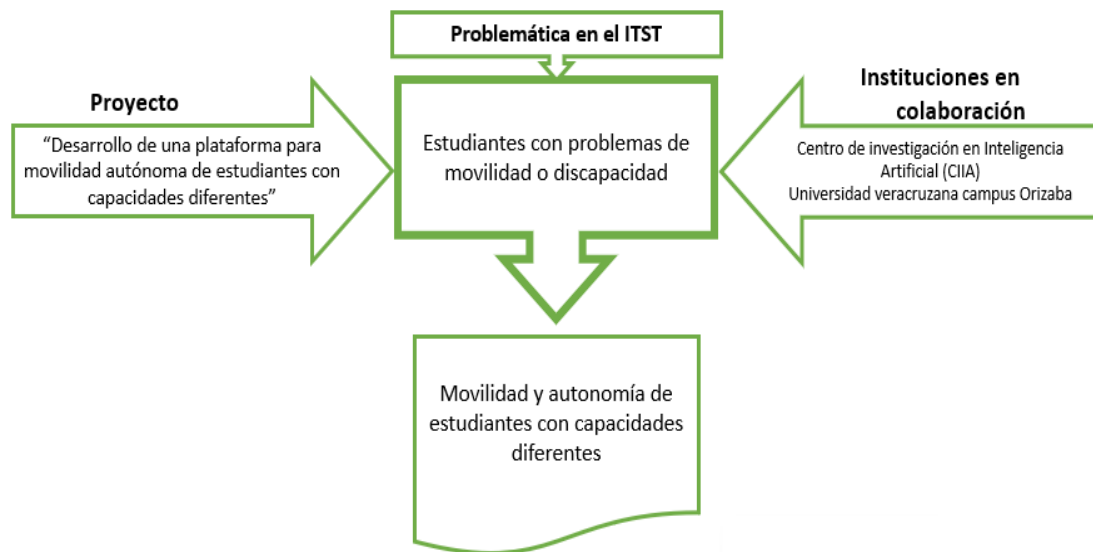 Problemática en el ITST
Proyecto
“Desarrollo de una plataforma para
movilidad autónoma de estudiantes con
capacidades diferentes”
Estudiantes con problemas de
movilidad o discapacidad
Instituciones en
colaboración
Centro de investigación en Inteligencia
Artificial (CIIA)
Universidad veracruzana campus Orizaba
Movilidad y autonomía de
estudiantes con capacidades
diferentes